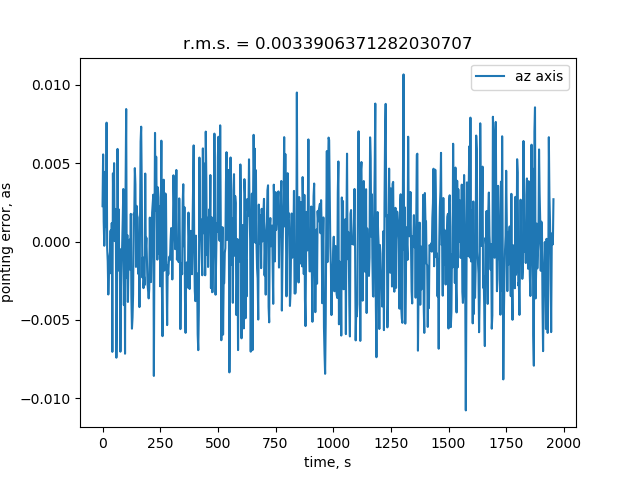 r.m.s. = 0.0033906371282030707
az axis
0.010
0.005
0.000
−0.005
−0.010
pointing error, as
0 250 500 750 1000 1250 1500 1750 2000
time, s